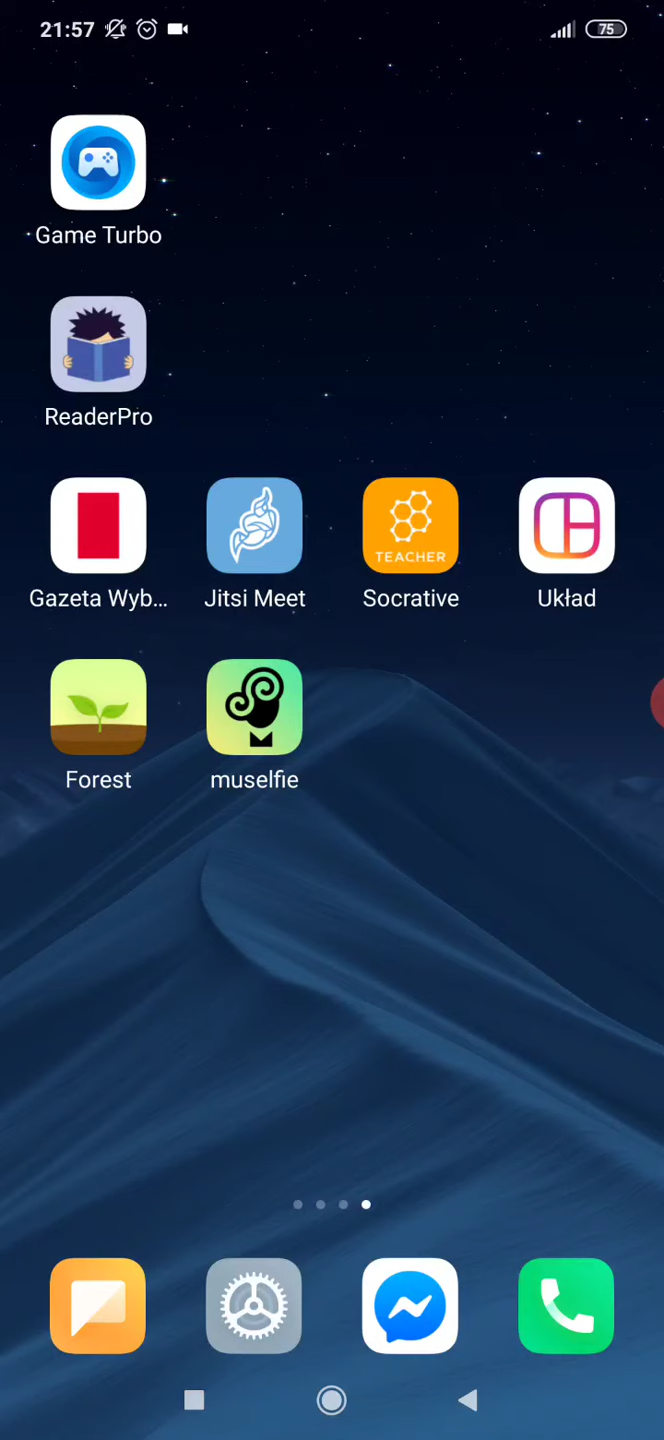 21:57 75
Game Turbo
ReaderPro
TEACHER
Gazeta Wyb... Jitsi Meet Socrative Układ
Forest muselfie